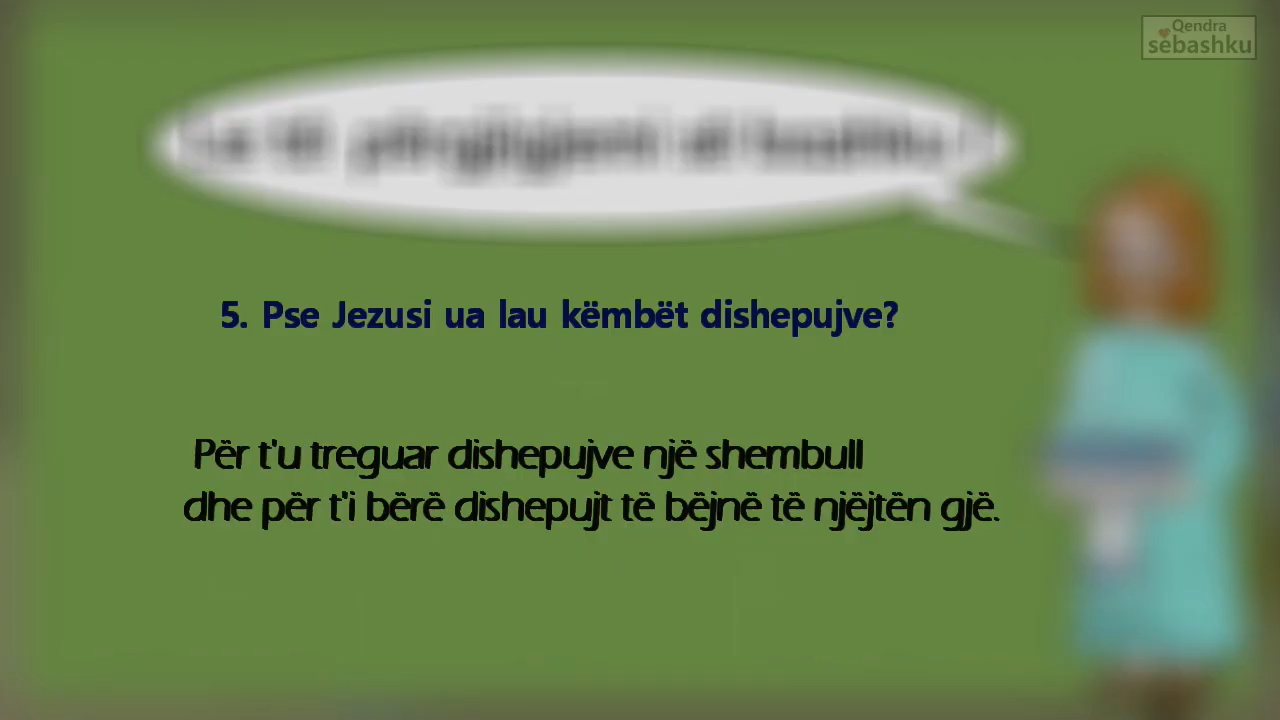 Qendra
sëbashku
5. Pse Jezusi ua lau këmbët dishepujve?
Për t'u treguar dishepujve një shembull
dhe për t'i bërë dishepujt të bëjnë të njëjtën gjë.